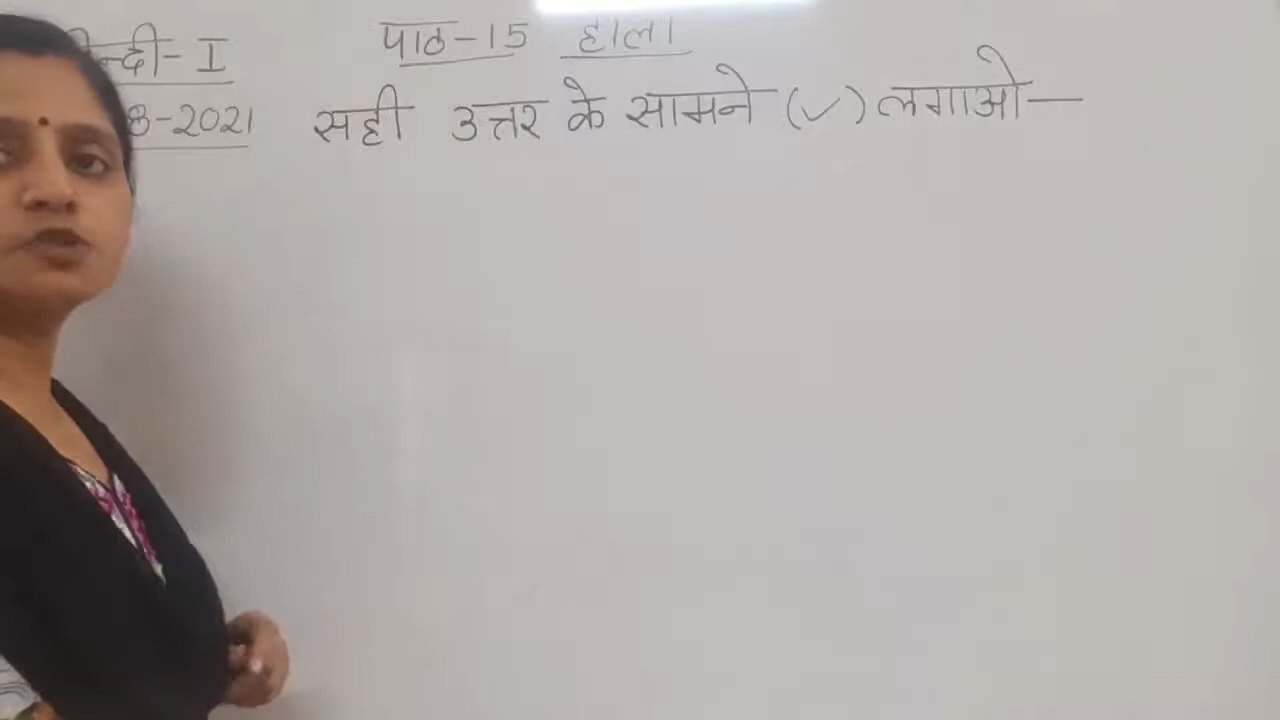 न्दी-I पाठ-15 हाला
8-2021 सही उत्तर के सामने (✓) लगाओ—